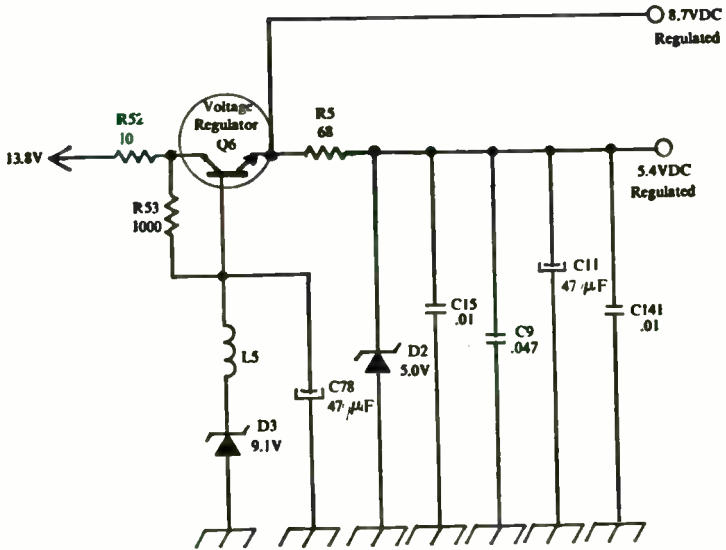 8.7VDC
Regulated
Voltage
Regulator
Q6
R52
10
R5
68
13.8V
5.4VDC
Regulated
R53
1000
C11
47 µF
C15
.01
C141
.01
C9
.047
L5
D2
5.0V
C78
47 µF
D3
9.1V